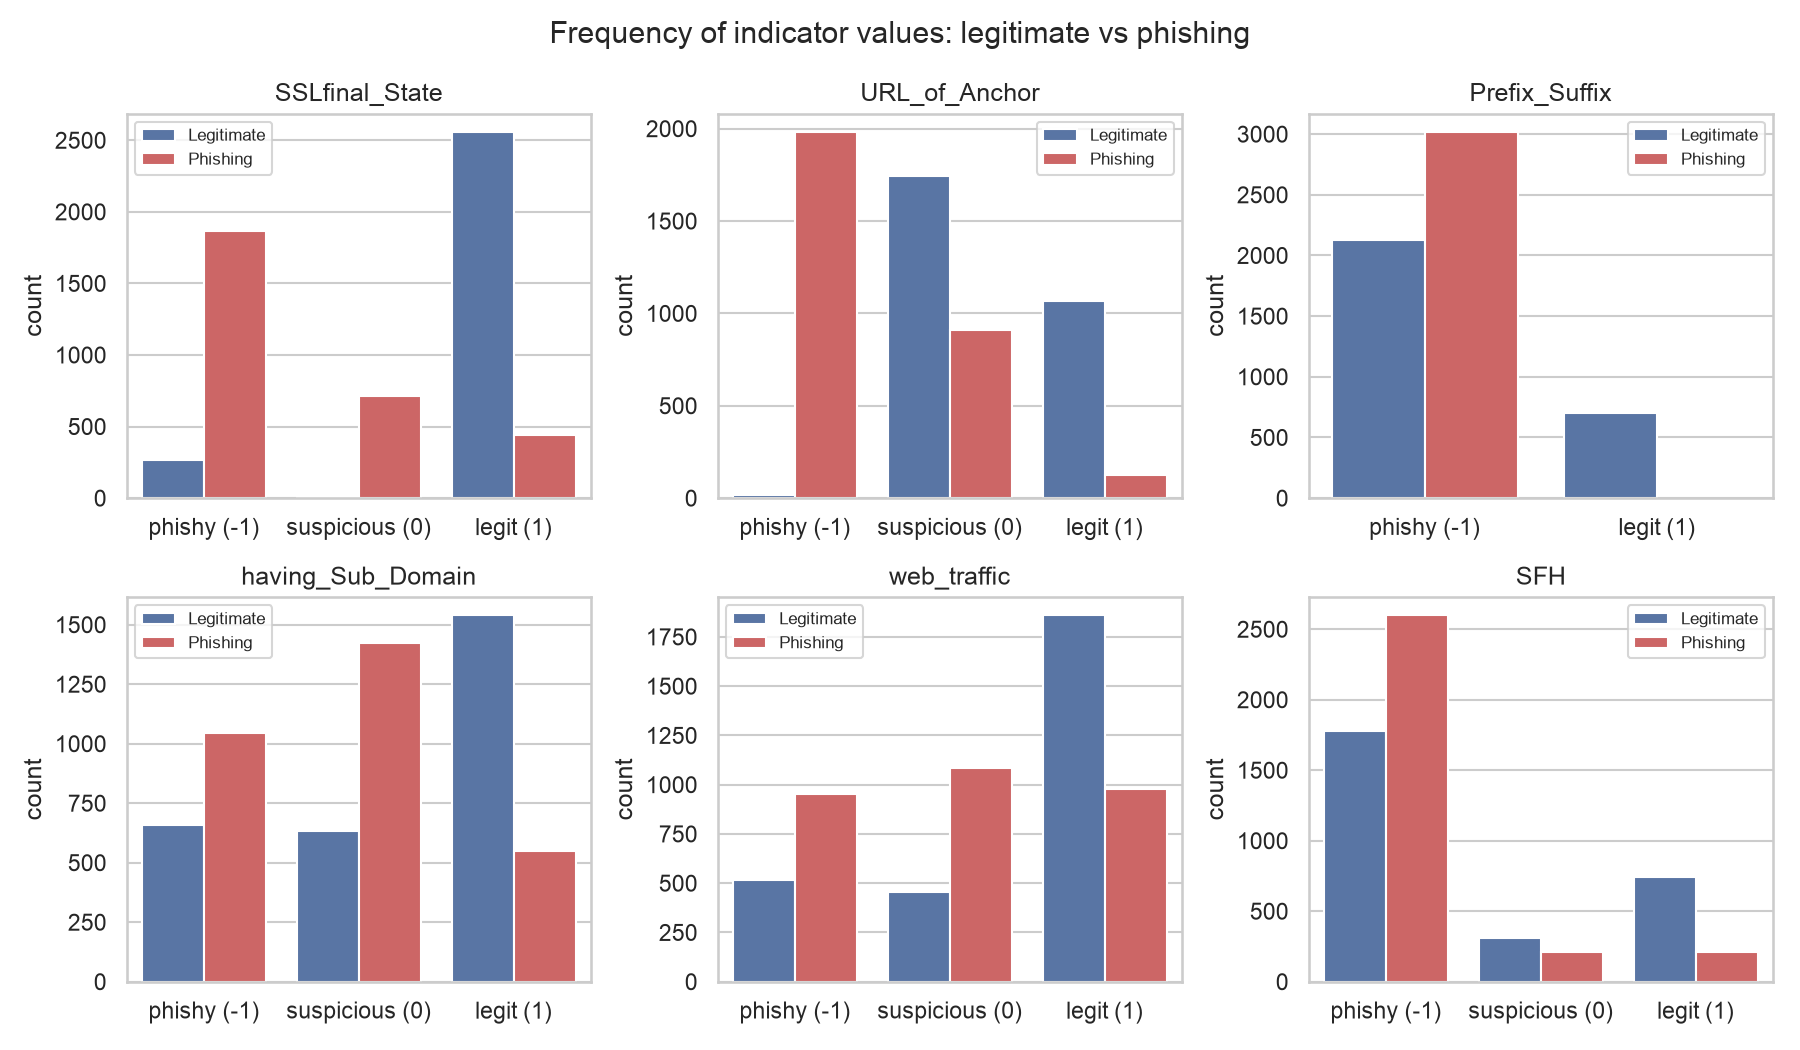 Frequency of indicator values: legitimate vs phishing
SSLfinal_State
Legitimate
Phishing
count
2500
2000
1500
1000
500
0
phishy (-1)
suspicious (0)
legit (1)
URL_of_Anchor
Legitimate
Phishing
count
2000
1500
1000
500
0
phishy (-1)
suspicious (0)
legit (1)
Prefix_Suffix
Legitimate
Phishing
count
3000
2500
2000
1500
1000
500
0
phishy (-1)
legit (1)
having_Sub_Domain
Legitimate
Phishing
count
1500
1250
1000
750
500
250
0
phishy (-1)
suspicious (0)
legit (1)
web_traffic
Legitimate
Phishing
count
1750
1500
1250
1000
750
500
250
0
phishy (-1)
suspicious (0)
legit (1)
SFH
Legitimate
Phishing
count
2500
2000
1500
1000
500
0
phishy (-1)
suspicious (0)
legit (1)